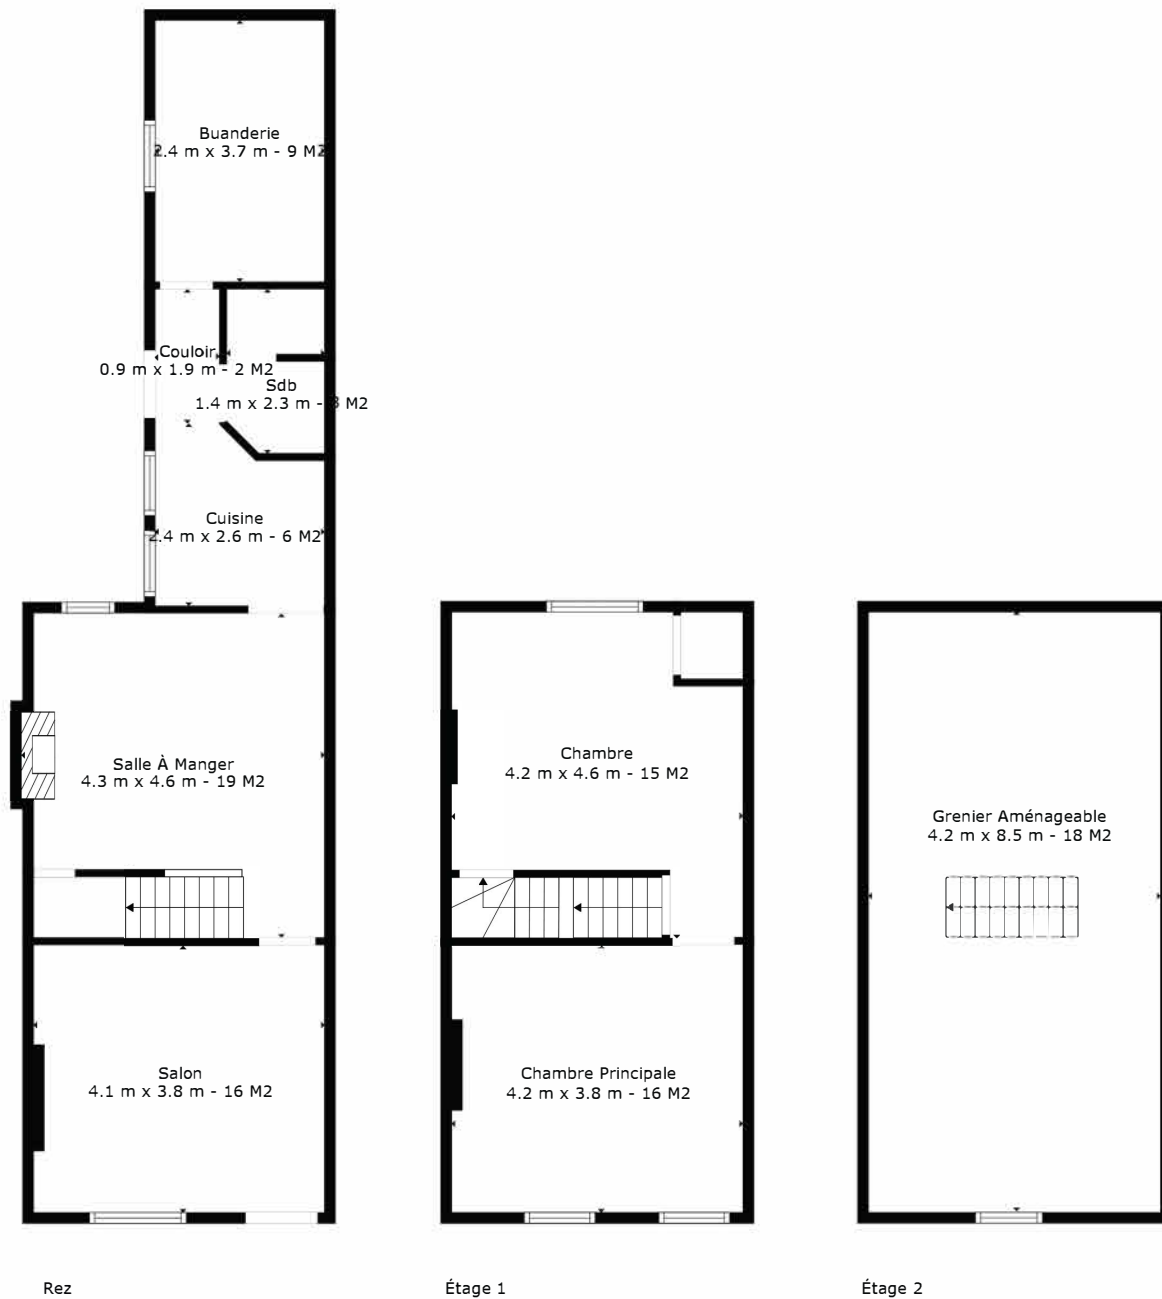 Buanderie
2.4 m x 3.7 m - 9 M2
Couloir
0.9 m x 1.9 m - 2 M2
Sdb
1.4 m x 2.3 m - 3 M2
Cuisine
2.4 m x 2.6 m - 6 M2
Salle À Manger
4.3 m x 4.6 m - 19 M2
Salon
4.1 m x 3.8 m - 16 M2
Rez
Chambre
4.2 m x 4.6 m - 15 M2
Chambre Principale
4.2 m x 3.8 m - 16 M2
Étage 1
Grenier Aménageable
4.2 m x 8.5 m - 18 M2
Étage 2